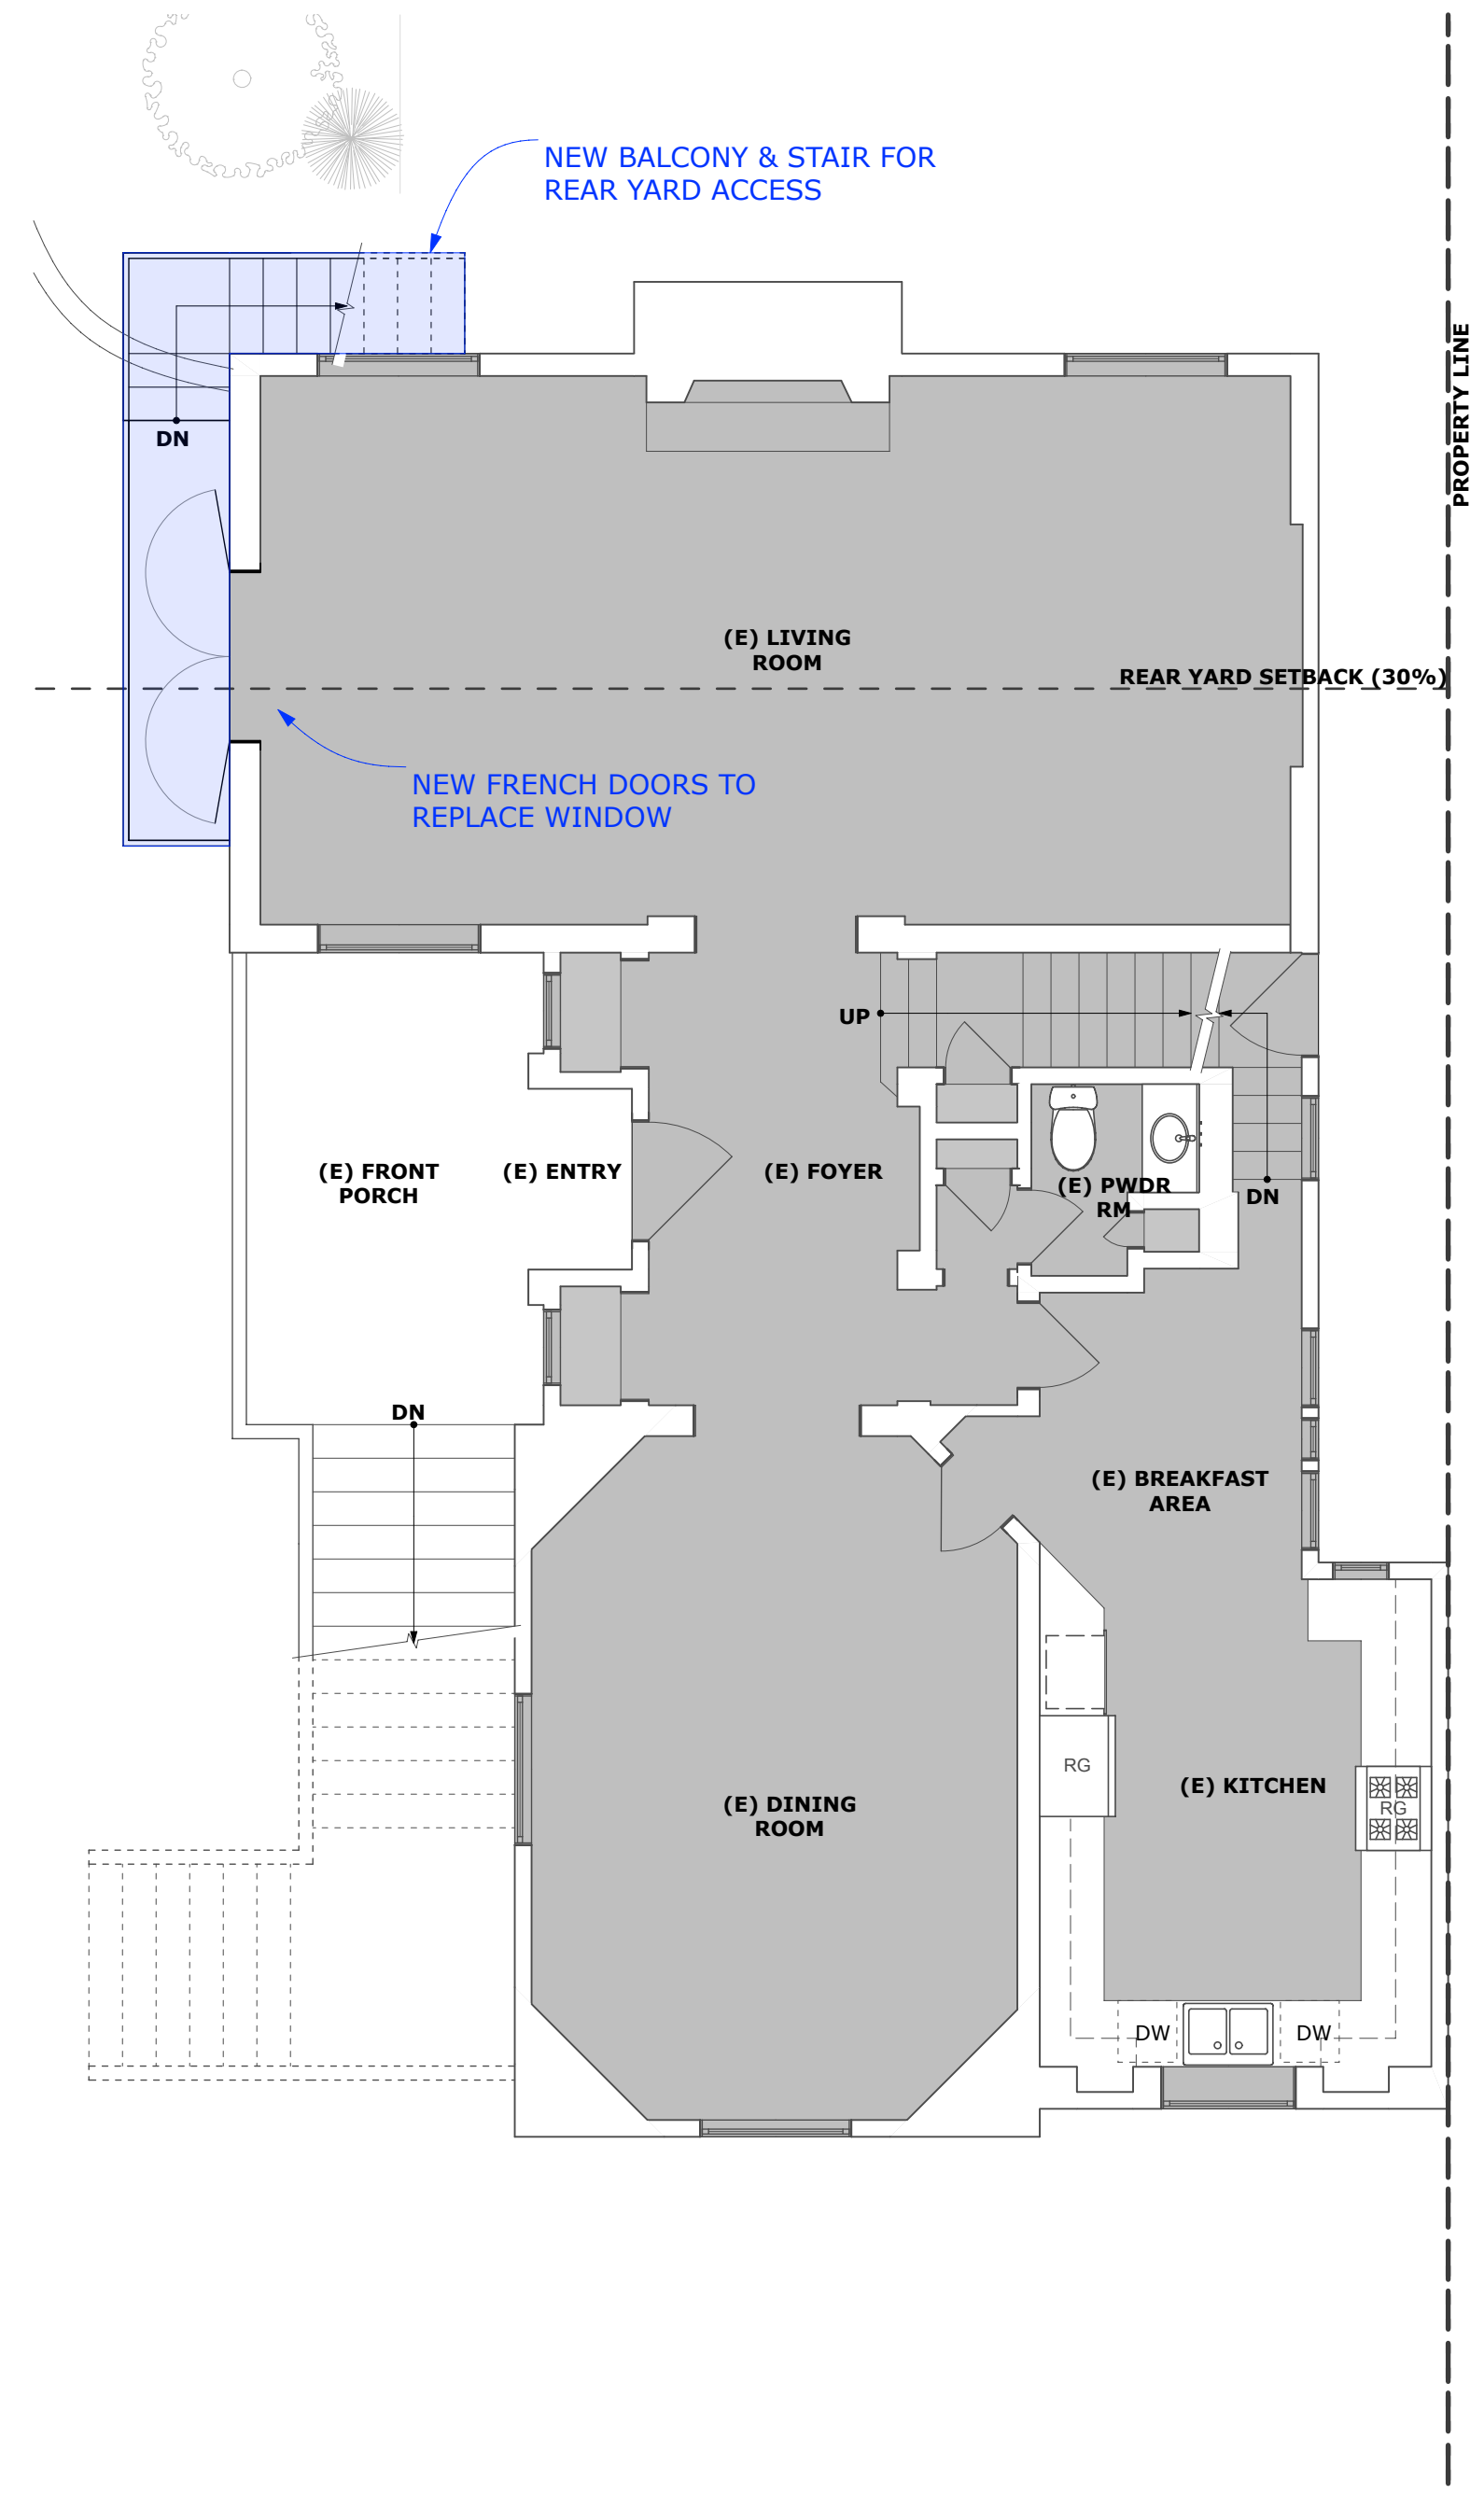 NEW BALCONY & STAIR FOR
REAR YARD ACCESS
PROPERTY LINE
DN
(E) LIVING
ROOM
REAR YARD SETBACK (30%)
NEW FRENCH DOORS TO
REPLACE WINDOW
UP
(E) FRONT
PORCH
(E) ENTRY
(E) FOYER
(E) PWDR
RM
DN
DN
(E) BREAKFAST
AREA
RG
(E) KITCHEN
RG
(E) DINING
ROOM
DW
DW